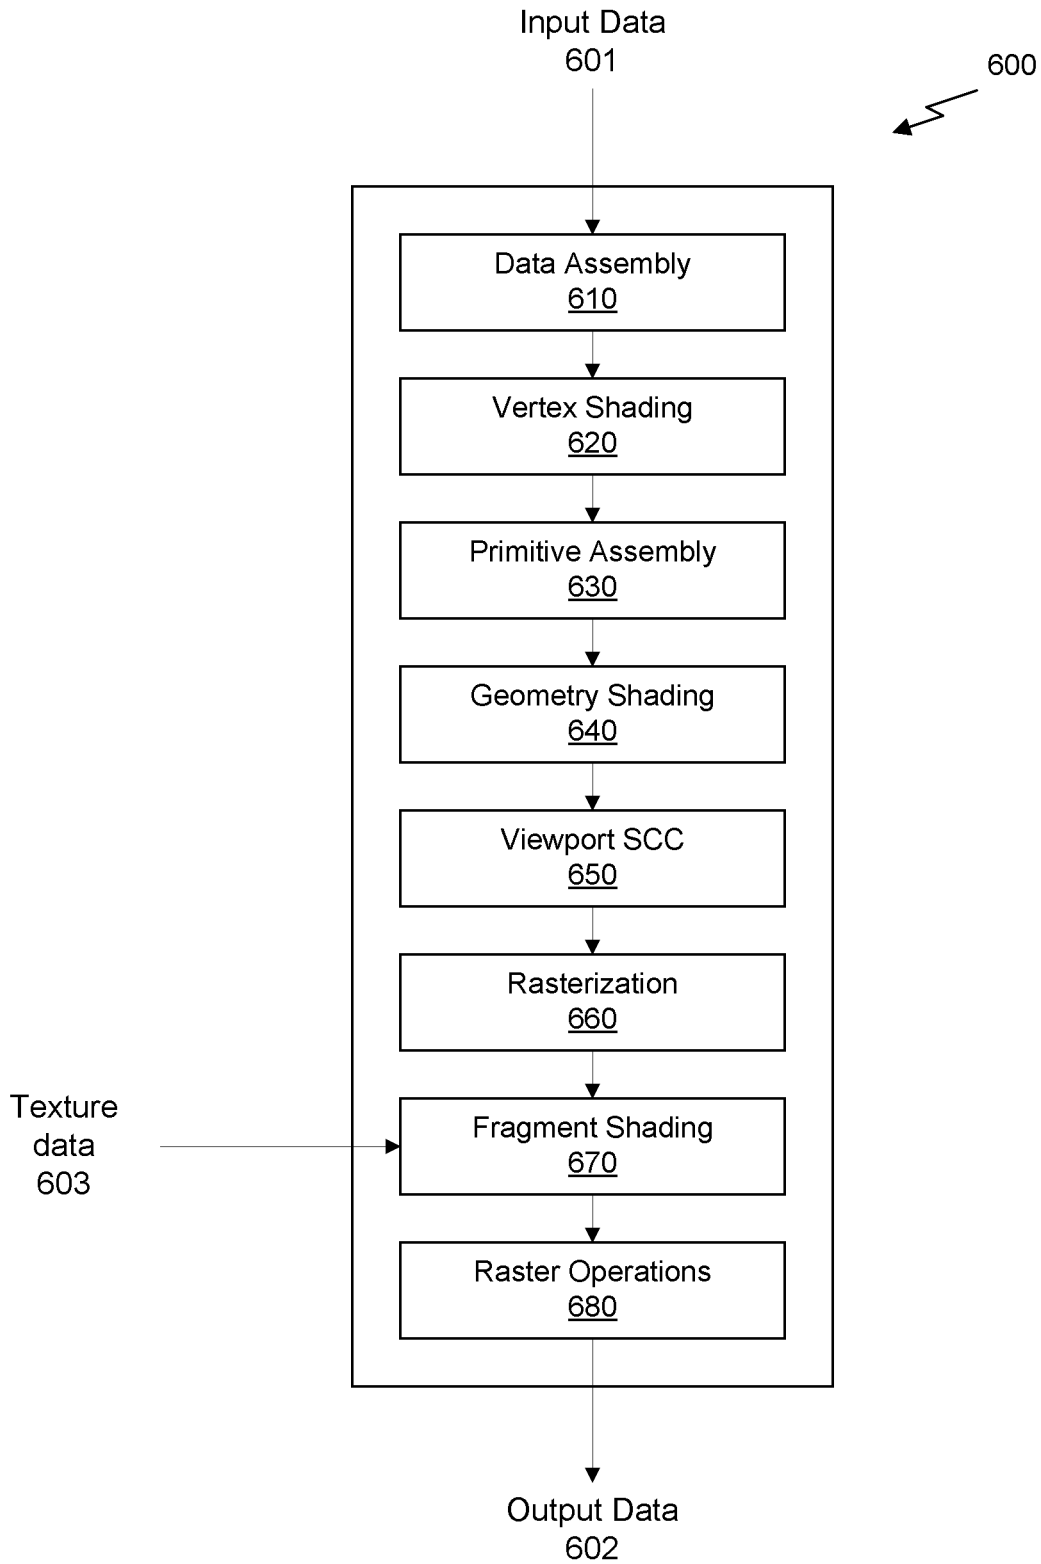 Input Data
601
600
Data Assembly
610
Vertex Shading
620
Primitive Assembly
630
Geometry Shading
640
Viewport SCC
650
Rasterization
660
Texture
data
603
Fragment Shading
670
Raster Operations
680
Output Data
602